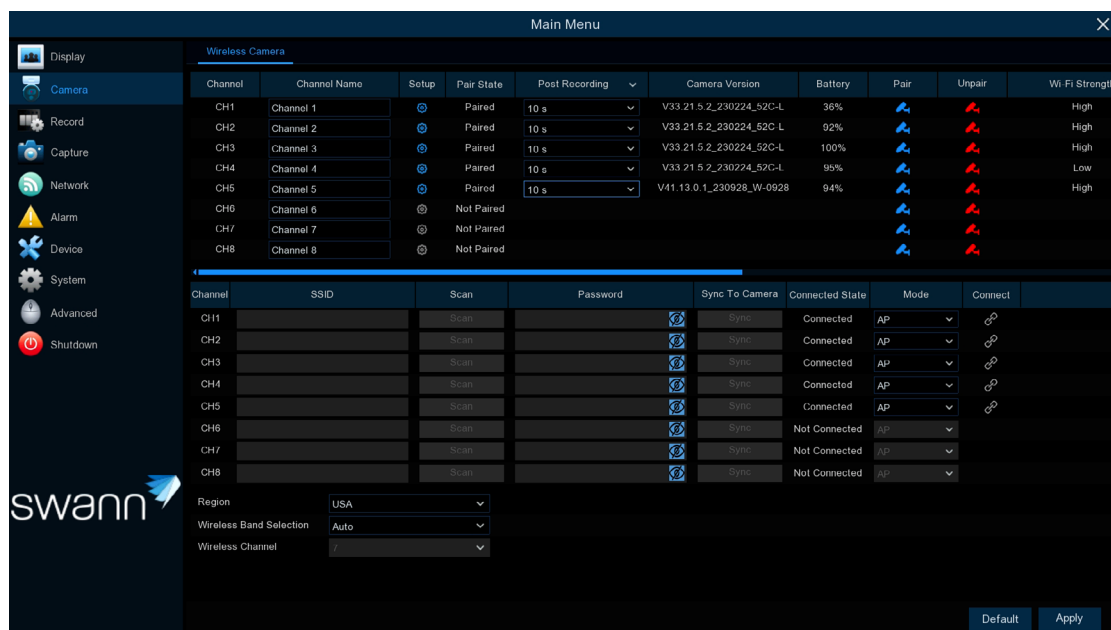 Main Menu
Display
Camera
Record
Capture
Network
Alarm
Device
System
Advanced
Shutdown
swann
Wireless Camera
Channel Channel Name Setup Pair State Post Recording Camera Version Battery Pair Unpair Wi-Fi Strengt
CH1 Channel 1 Paired 10 s V33.21.5.2_230224_52C-L 36% High
CH2 Channel 2 Paired 10 s V33.21.5.2_230224_52C-L 92% High
CH3 Channel 3 Paired 10 s V33.21.5.2_230224_52C-L 100% High
CH4 Channel 4 Paired 10 s V33.21.5.2_230224_52C-L 95% Low
CH5 Channel 5 Paired 10 s V41.13.0.1_230928_W-0928 94% High
CH6 Channel 6 Not Paired
CH7 Channel 7 Not Paired
CH8 Channel 8 Not Paired
Channel SSID Scan Password Sync To Camera Connected State Mode Connect
CH1 Scan Sync Connected AP
CH2 Scan Sync Connected AP
CH3 Scan Sync Connected AP
CH4 Scan Sync Connected AP
CH5 Scan Sync Connected AP
CH6 Scan Sync Not Connected AP
CH7 Scan Sync Not Connected AP
CH8 Scan Sync Not Connected AP
Region USA
Wireless Band Selection Auto
Wireless Channel 7
Default Apply